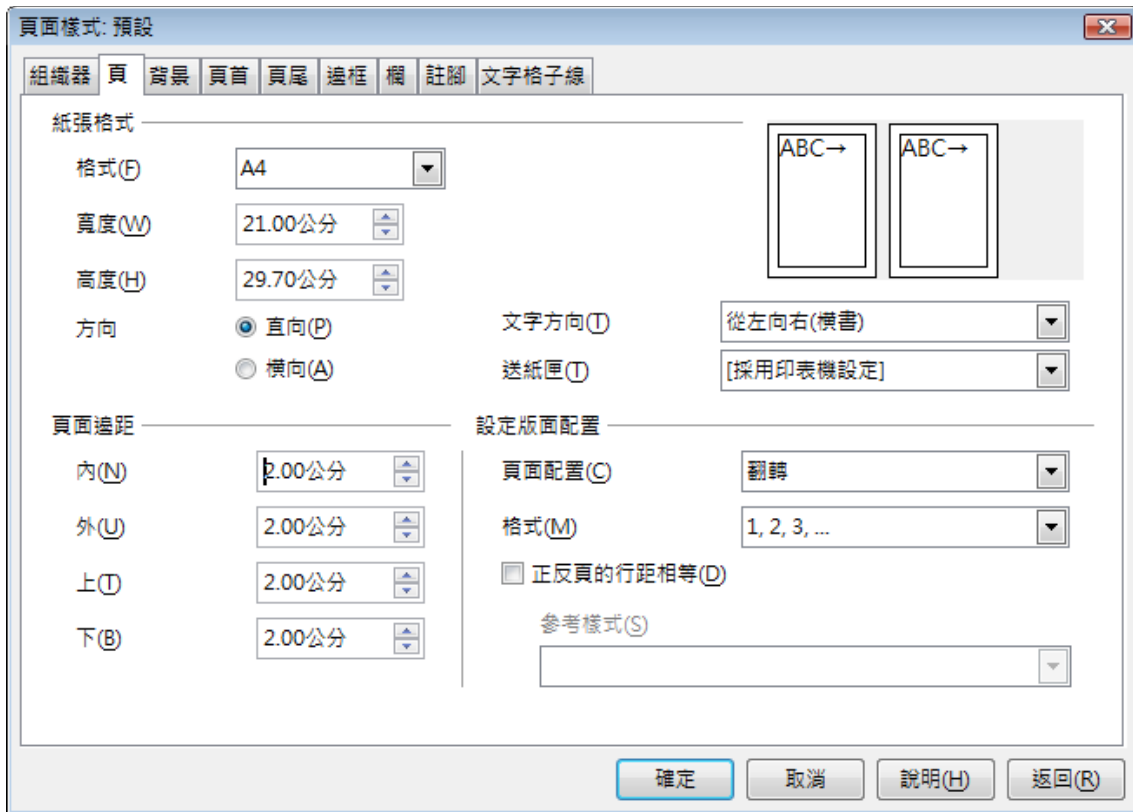 頁面樣式: 預設
組織器 頁 背景 頁首 頁尾 邊框 欄 註腳 文字格子線
紙張格式
ABC→ ABC→
格式(F) A4
寬度(W) 21.00公分
高度(H) 29.70公分
方向 直向(P) 文字方向(T) 從左向右(橫書)
橫向(A) 送紙匣(T) [採用印表機設定]
頁面邊距 設定版面配置
內(N) 2.00公分 頁面配置(C) 翻轉
外(U) 2.00公分 格式(M) 1, 2, 3, ...
上(T) 2.00公分 正反頁的行距相等(D)
下(B) 2.00公分 參考樣式(S)
確定 取消 說明(H) 返回(R)